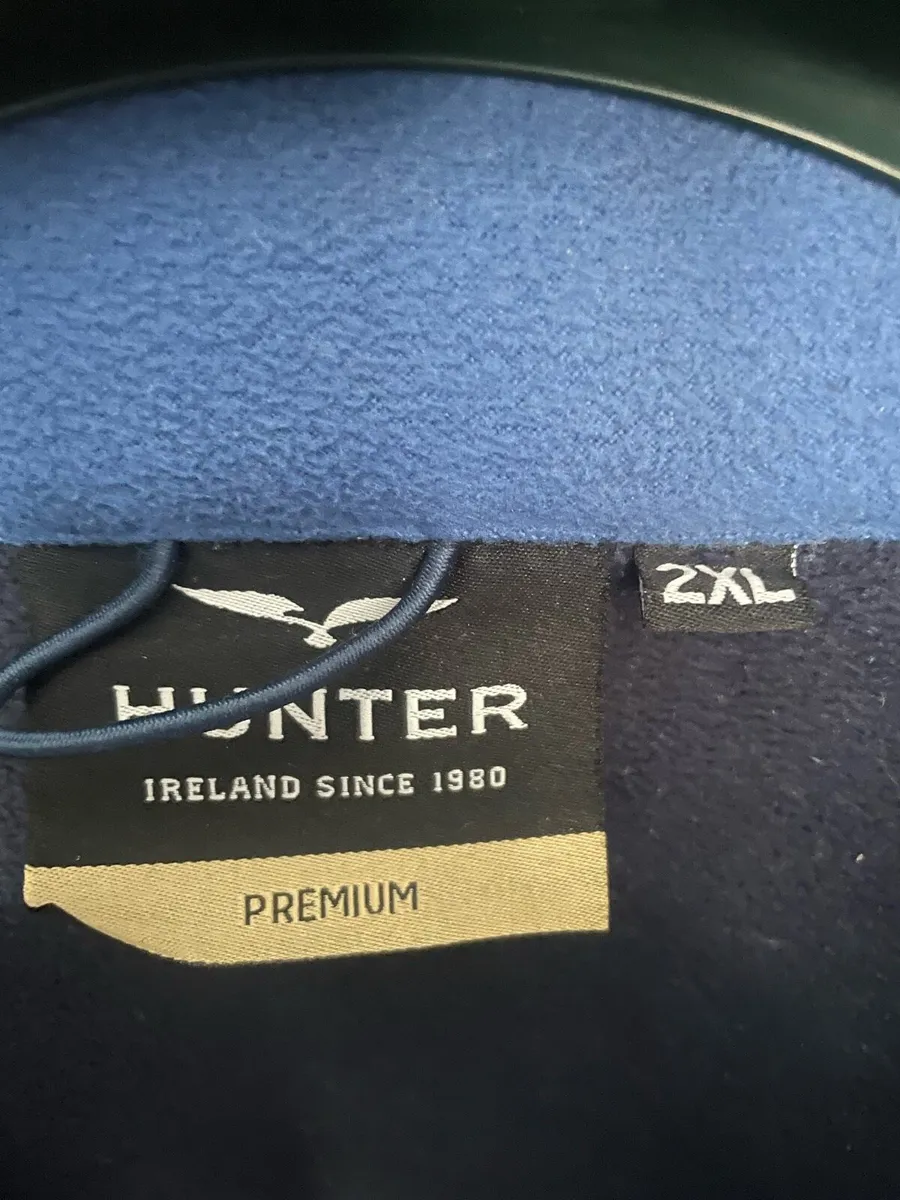 2XL
HUNTER
IRELAND SINCE 1980
PREMIUM